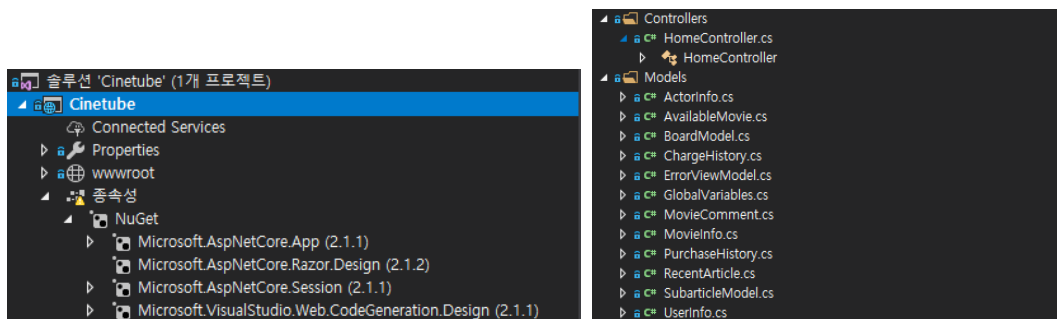 솔루션 'Cinetube' (1개 프로젝트)
Cinetube
Connected Services
Properties
wwwroot
종속성
NuGet
Microsoft.AspNetCore.App (2.1.1)
Microsoft.AspNetCore.Razor.Design (2.1.2)
Microsoft.AspNetCore.Session (2.1.1)
Microsoft.VisualStudio.Web.CodeGeneration.Design (2.1.1)
Controllers
C# HomeController.cs
HomeController
Models
C# ActorInfo.cs
C# AvailableMovie.cs
C# BoardModel.cs
C# ChargeHistory.cs
C# ErrorViewModel.cs
C# GlobalVariables.cs
C# MovieComment.cs
C# MovieInfo.cs
C# PurchaseHistory.cs
C# RecentArticle.cs
C# SubarticleModel.cs
C# UserInfo.cs